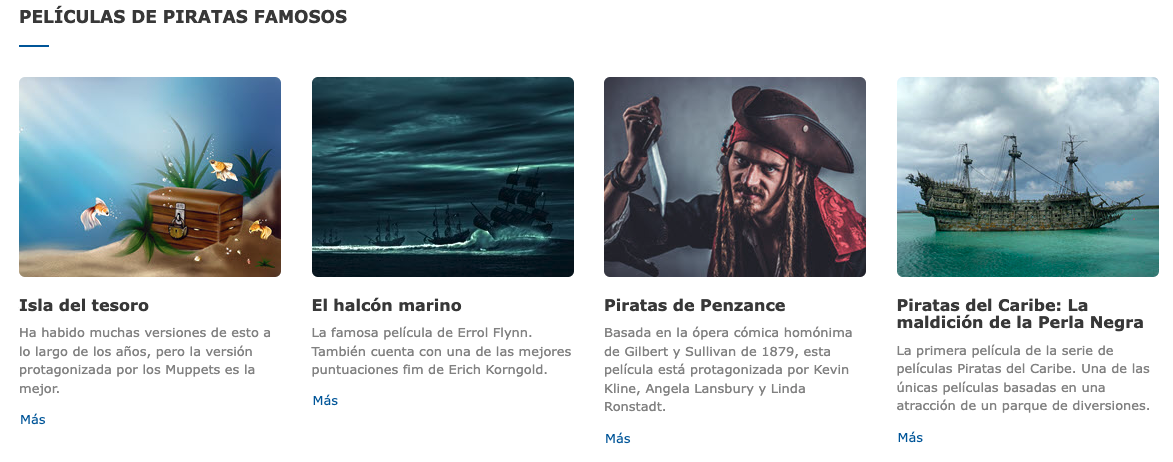 PELÍCULAS DE PIRATAS FAMOSOS
Isla del tesoro
Ha habido muchas versiones de esto a
lo largo de los años, pero la versión
protagonizada por los Muppets es la
mejor.
Más
El halcón marino
La famosa película de Errol Flynn.
También cuenta con una de las mejores
puntuaciones fim de Erich Korngold.
Más
Piratas de Penzance
Basada en la ópera cómica homónima
de Gilbert y Sullivan de 1879, esta
película está protagonizada por Kevin
Kline, Angela Lansbury y Linda
Ronstadt.
Más
Piratas del Caribe: La
maldición de la Perla Negra
La primera película de la serie de
películas Piratas del Caribe. Una de las
únicas películas basadas en una
atracción de un parque de diversiones.
Más